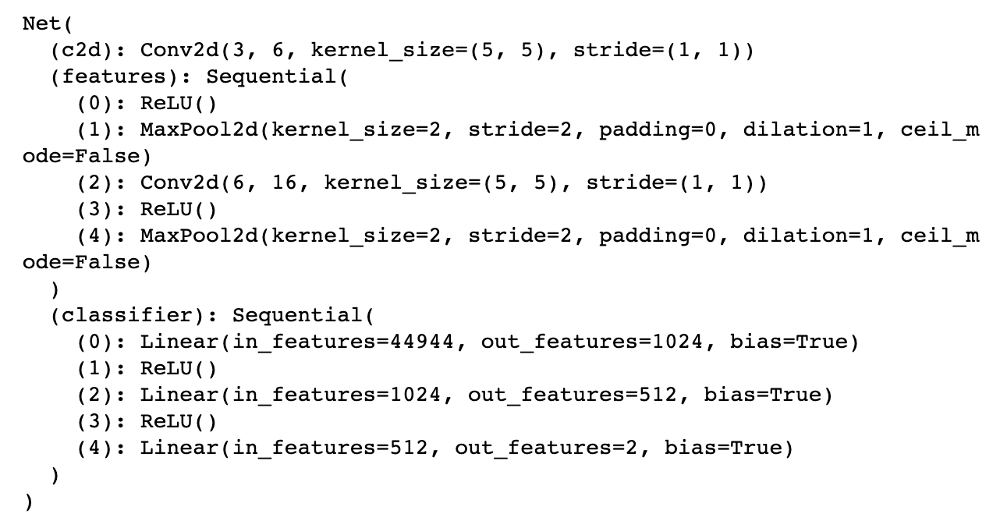 Net(
  (c2d): Conv2d(3, 6, kernel_size=(5, 5), stride=(1, 1))
  (features): Sequential(
    (0): ReLU()
    (1): MaxPool2d(kernel_size=2, stride=2, padding=0, dilation=1, ceil_m
ode=False)
    (2): Conv2d(6, 16, kernel_size=(5, 5), stride=(1, 1))
    (3): ReLU()
    (4): MaxPool2d(kernel_size=2, stride=2, padding=0, dilation=1, ceil_m
ode=False)
  )
  (classifier): Sequential(
    (0): Linear(in_features=44944, out_features=1024, bias=True)
    (1): ReLU()
    (2): Linear(in_features=1024, out_features=512, bias=True)
    (3): ReLU()
    (4): Linear(in_features=512, out_features=2, bias=True)
  )
)